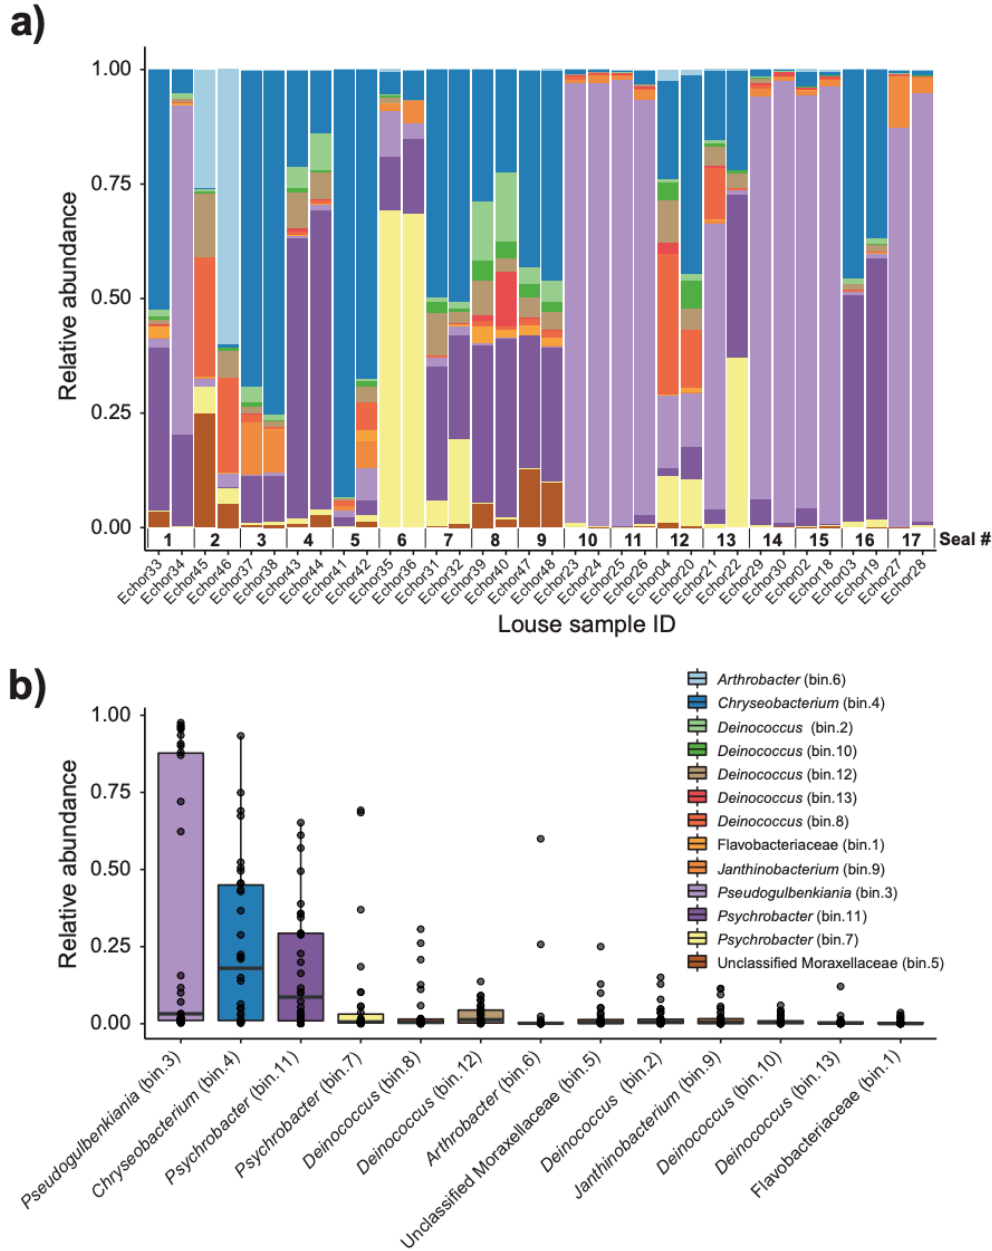 a)
Relative abundance
1.00
0.75
0.50
0.25
0.00
1 2 3 4 5 6 7 8 9 10 11 12 13 14 15 16 17 Seal #
Echor33 Echor34 Echor45 Echor46 Echor37 Echor38 Echor43 Echor44 Echor41 Echor42 Echor35 Echor36 Echor31 Echor32 Echor39 Echor40 Echor47 Echor48 Echor23 Echor24 Echor25 Echor26 Echor04 Echor20 Echor21 Echor22 Echor29 Echor30 Echor02 Echor18 Echor03 Echor19 Echor27 Echor28
Louse sample ID
b)
Relative abundance
1.00
0.75
0.50
0.25
0.00
Arthrobacter (bin.6)
Chryseobacterium (bin.4)
Deinococcus (bin.2)
Deinococcus (bin.10)
Deinococcus (bin.12)
Deinococcus (bin.13)
Deinococcus (bin.8)
Flavobacteriaceae (bin.1)
Janthinobacterium (bin.9)
Pseudogulbenkiania (bin.3)
Psychrobacter (bin.11)
Psychrobacter (bin.7)
Unclassified Moraxellaceae (bin.5)
Pseudogulbenkiania (bin.3)
Chryseobacterium (bin.4)
Psychrobacter (bin.11)
Psychrobacter (bin.7)
Deinococcus (bin.8)
Deinococcus (bin.12)
Arthrobacter (bin.6)
Unclassified Moraxellaceae (bin.5)
Deinococcus (bin.2)
Janthinobacterium (bin.9)
Deinococcus (bin.10)
Deinococcus (bin.13)
Flavobacteriaceae (bin.1)